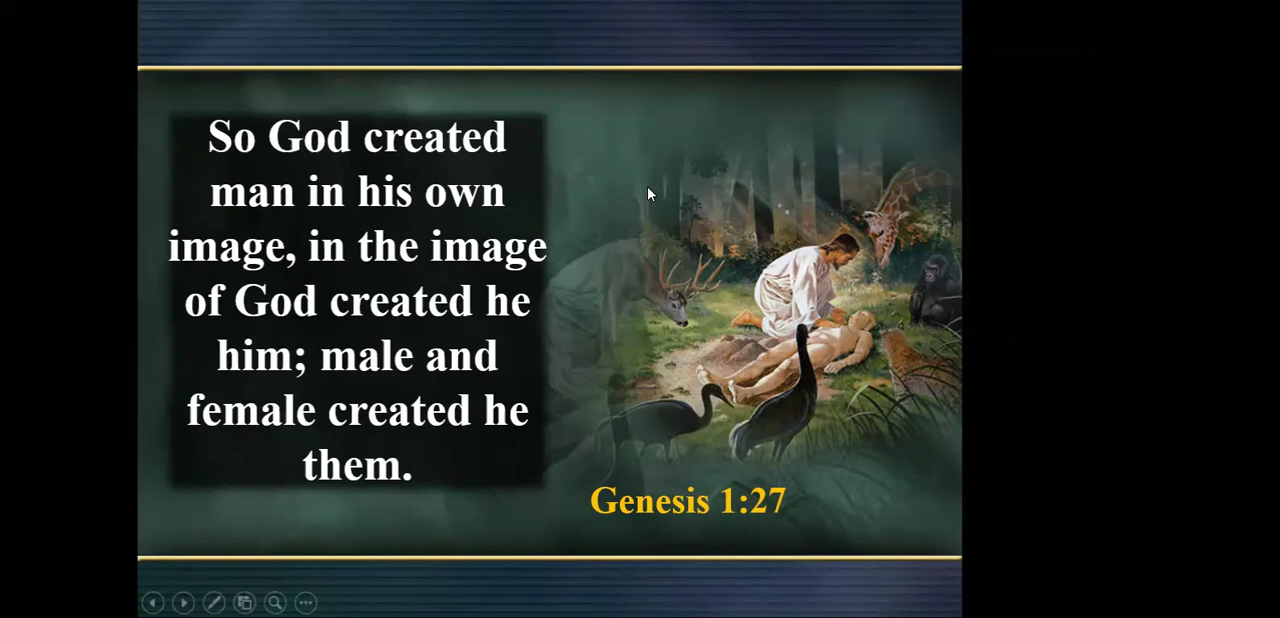 So God created
man in his own
image, in the image
of God created he
him; male and
female created he
them.
Genesis 1:27